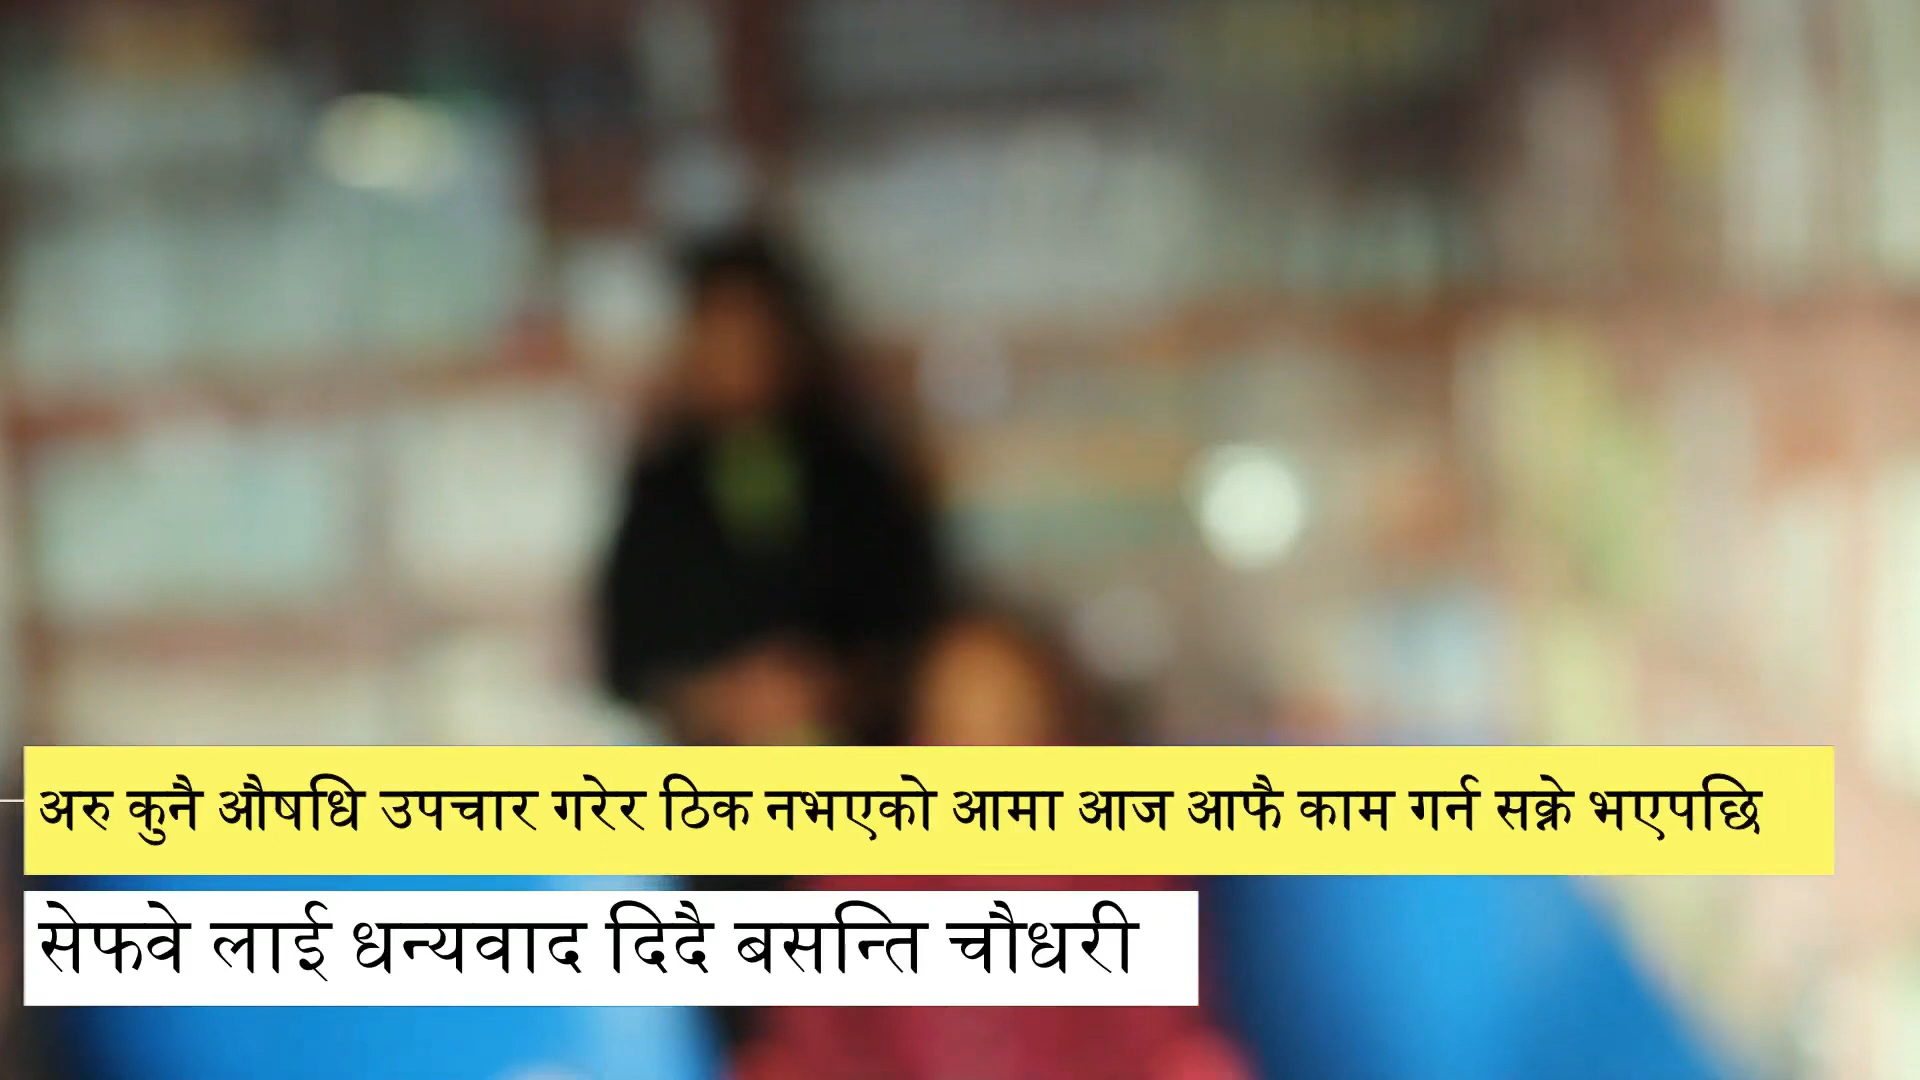 अरु कुनै औषधि उपचार गरेर ठिक नभएको आमा आज आफै काम गर्न सक्ने भएपछि
सेफवे लाई धन्यवाद दिदै बसन्ति चौधरी